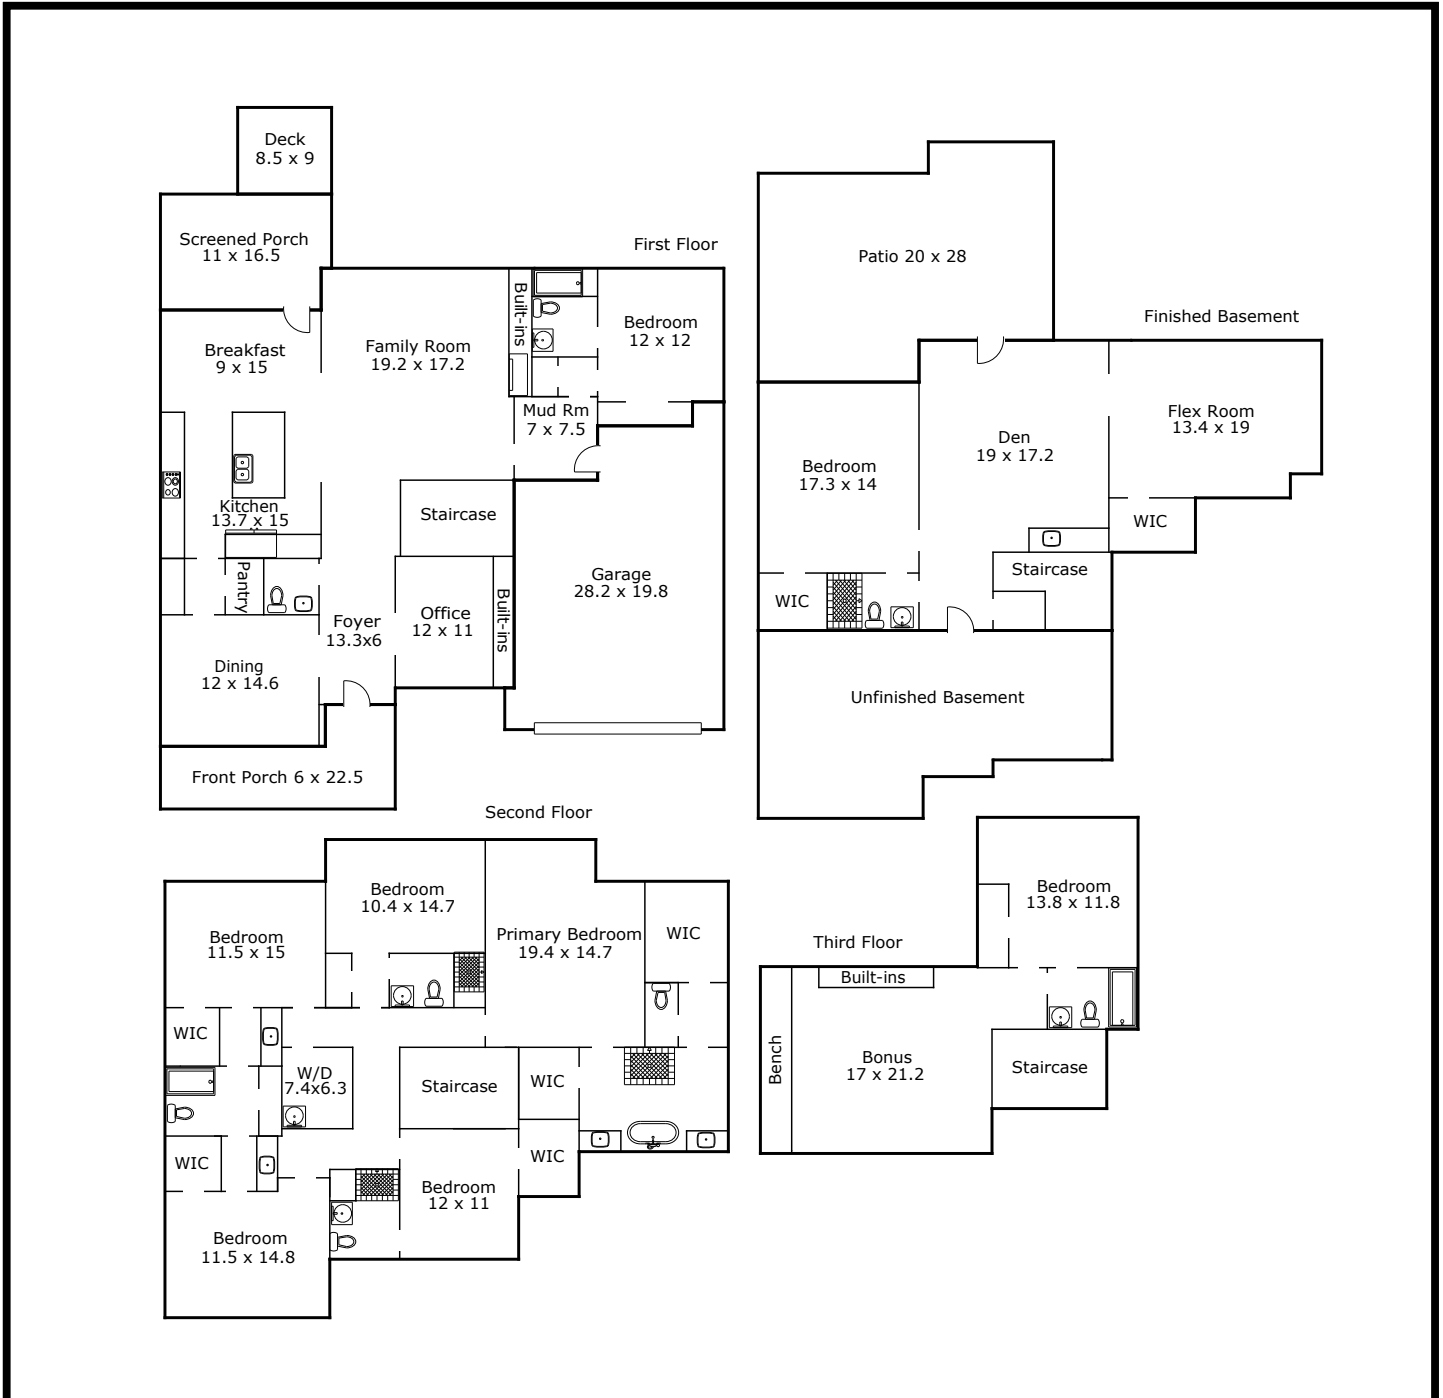 Deck
8.5 x 9
Screened Porch
11 x 16.5
First Floor
Built-ins
Bedroom
12 x 12
Breakfast
9 x 15
Family Room
19.2 x 17.2
Mud Rm
7 x 7.5
Kitchen
13.7 x 15
Staircase
Pantry
Foyer
13.3x6
Office
12 x 11
Built-ins
Garage
28.2 x 19.8
Dining
12 x 14.6
Front Porch 6 x 22.5
Patio 20 x 28
Finished Basement
Flex Room
13.4 x 19
Den
19 x 17.2
Bedroom
17.3 x 14
WIC
Staircase
WIC
Unfinished Basement
Second Floor
Bedroom
10.4 x 14.7
Bedroom
11.5 x 15
Primary Bedroom
19.4 x 14.7
WIC
WIC
W/D
7.4x6.3
Staircase
WIC
WIC
WIC
Bedroom
12 x 11
Bedroom
11.5 x 14.8
Third Floor
Bedroom
13.8 x 11.8
Built-ins
Bench
Bonus
17 x 21.2
Staircase